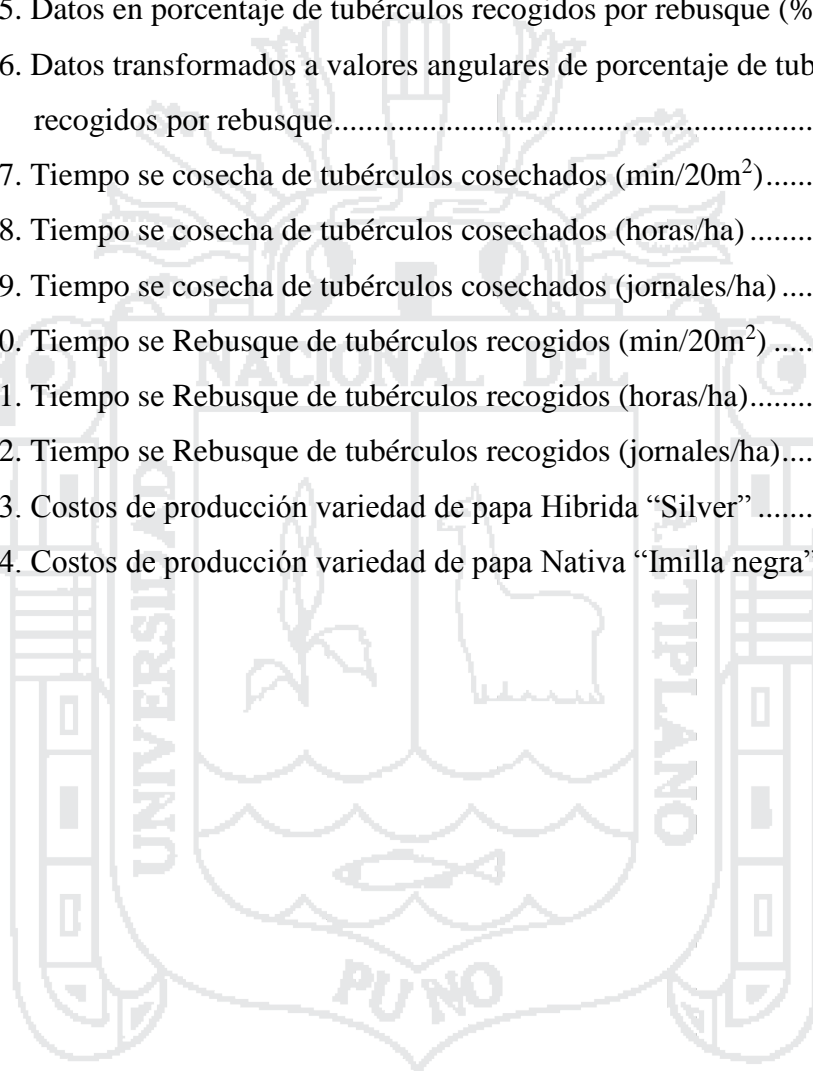 5. Datos en porcentaje de tubérculos recogidos por rebusque (%
6. Datos transformados a valores angulares de porcentaje de tub
recogidos por rebusque..........................................................
7. Tiempo se cosecha de tubérculos cosechados (min/20m²)......
8. Tiempo se cosecha de tubérculos cosechados (horas/ha) ........
9. Tiempo se cosecha de tubérculos cosechados (jornales/ha) ....
0. Tiempo se Rebusque de tubérculos recogidos (min/20m²) .....
1. Tiempo se Rebusque de tubérculos recogidos (horas/ha)........
2. Tiempo se Rebusque de tubérculos recogidos (jornales/ha)....
3. Costos de producción variedad de papa Hibrida “Silver” .......
4. Costos de producción variedad de papa Nativa “Imilla negra”
UNIVERSIDAD
NACIONAL DEL
ALTIPLANO
PUNO